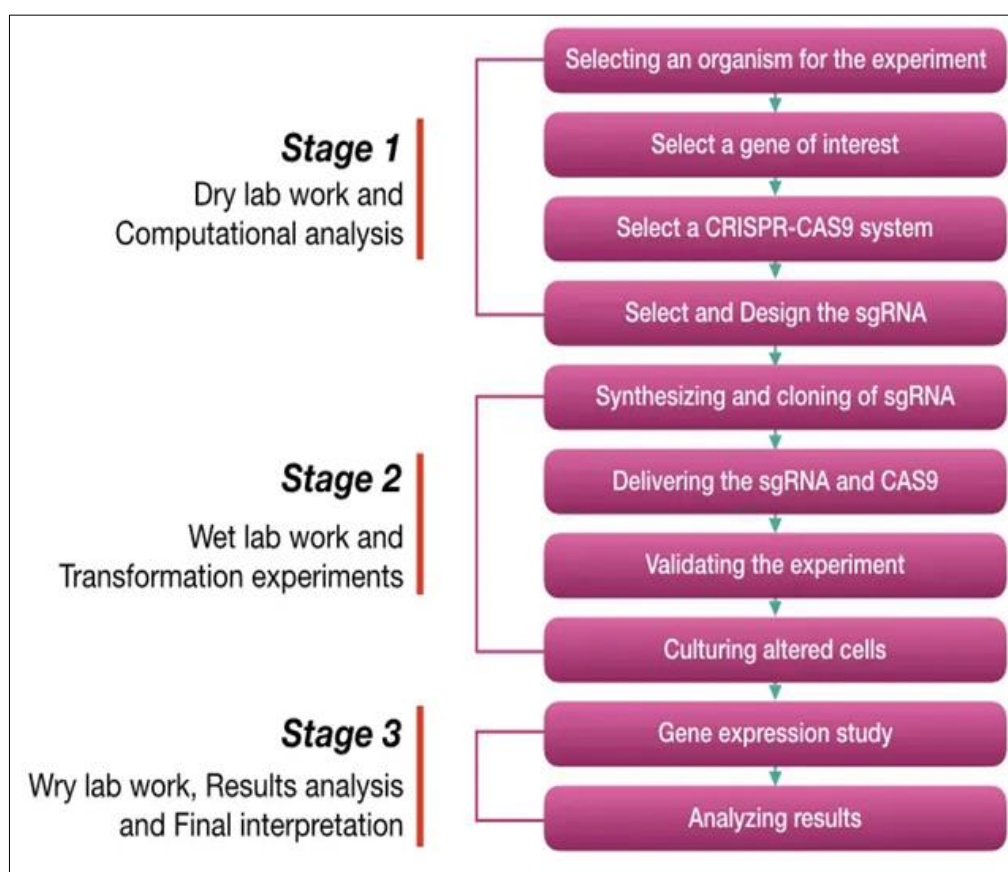 Selecting an organism for the experiment
Select a gene of interest
Select a CRISPR-CAS9 system
Select and Design the sgRNA
Stage 1
Dry lab work and
Computational analysis
Synthesizing and cloning of sgRNA
Delivering the sgRNA and CAS9
Validating the experiment
Culturing altered cells
Stage 2
Wet lab work and
Transformation experiments
Gene expression study
Analyzing results
Stage 3
Wry lab work, Results analysis
and Final interpretation